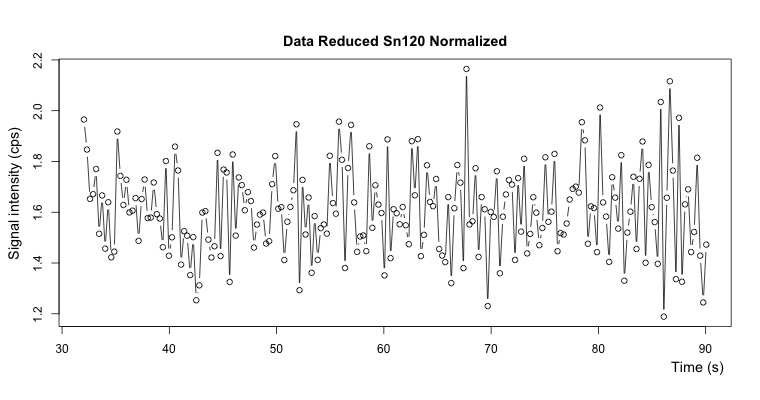 Data Reduced Sn120 Normalized
Signal intensity (cps)
2.2
2.0
1.8
1.6
1.4
1.2
30 40 50 60 70 80 90
Time (s)